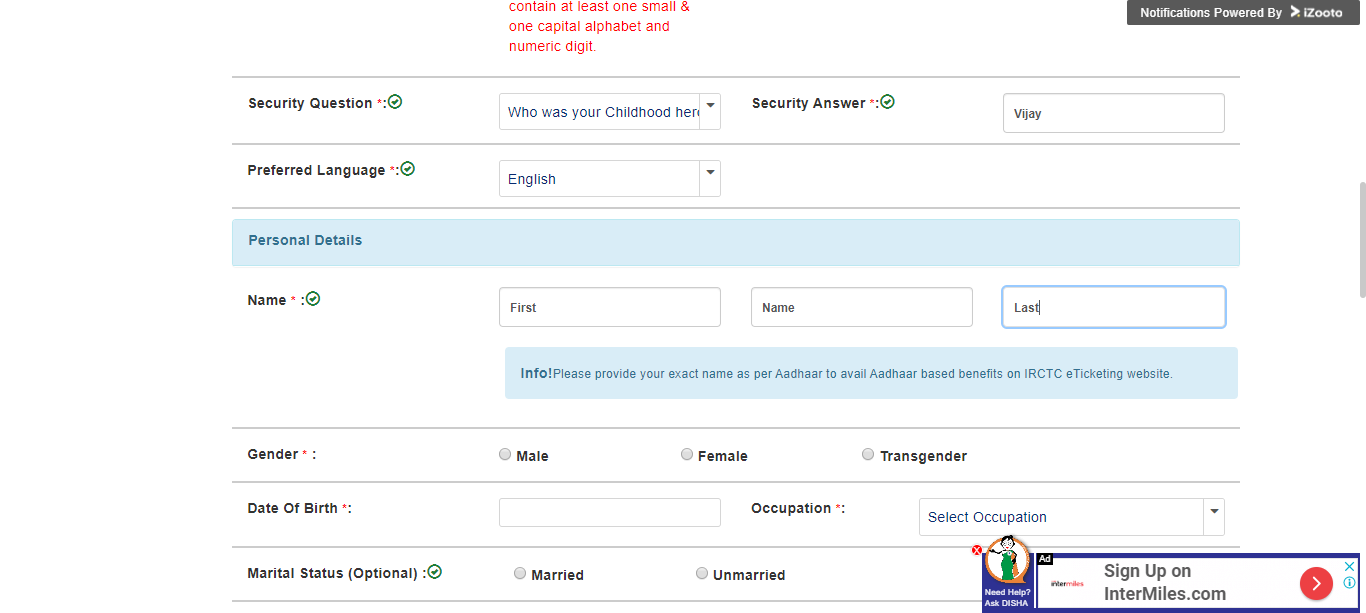 contain at least one small &
one capital alphabet and
numeric digit.
Notifications Powered By iZooto
Security Question *:
Who was your Childhood her
Security Answer *:
Vijay
Preferred Language *:
English
Personal Details
Name * :
First
Name
Last
Info!Please provide your exact name as per Aadhaar to avail Aadhaar based benefits on IRCTC eTicketing website.
Gender * :
Male
Female
Transgender
Date Of Birth *:
Occupation *:
Select Occupation
Marital Status (Optional) :
Married
Unmarried
X
Need Help?
Ask DISHA
Ad
intermiles
Sign Up on
InterMiles.com